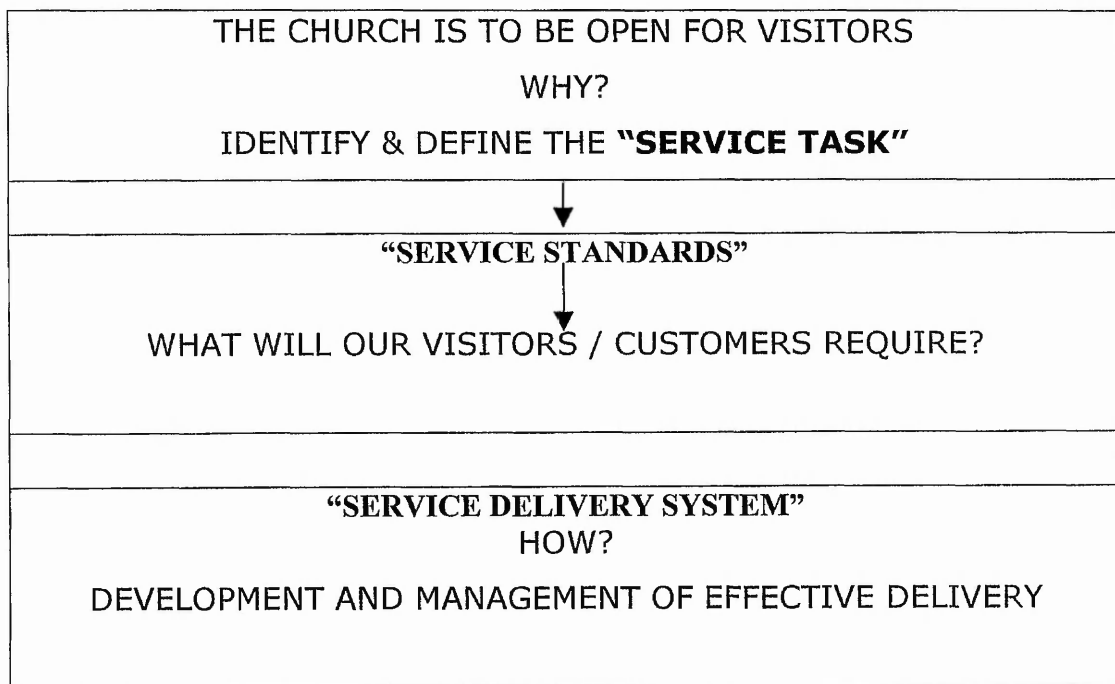 THE CHURCH IS TO BE OPEN FOR VISITORS
WHY?
IDENTIFY & DEFINE THE “SERVICE TASK”
“SERVICE STANDARDS”
WHAT WILL OUR VISITORS / CUSTOMERS REQUIRE?
“SERVICE DELIVERY SYSTEM”
HOW?
DEVELOPMENT AND MANAGEMENT OF EFFECTIVE DELIVERY